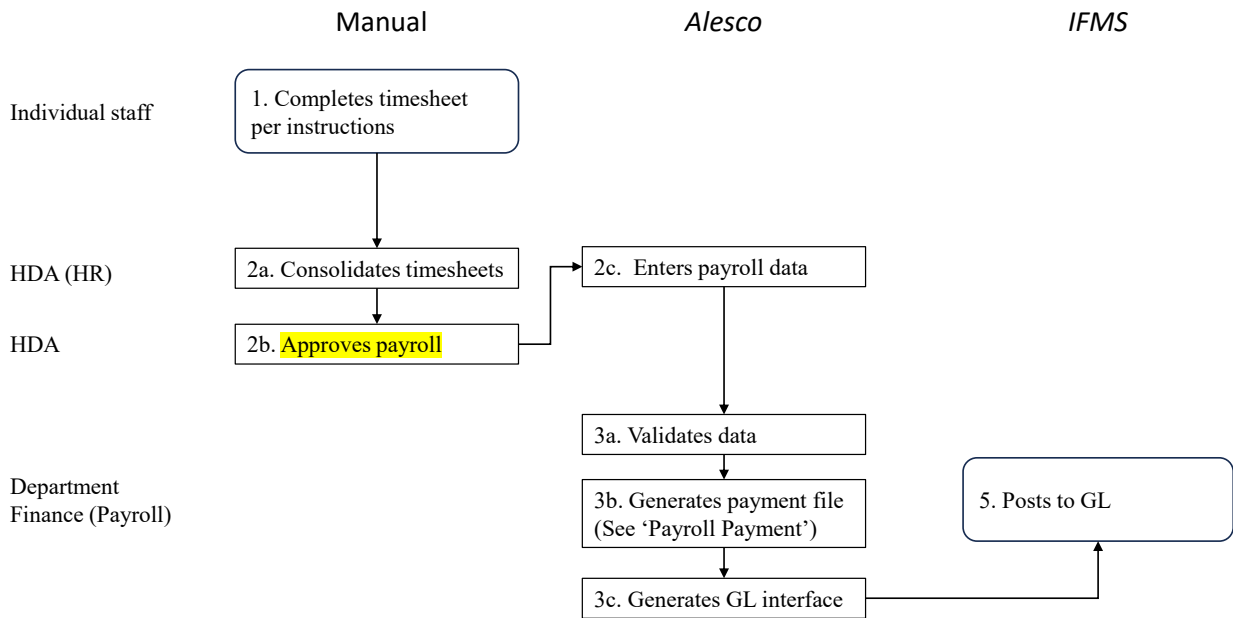 Manual
Alesco
IFMS
Individual staff
1. Completes timesheet
per instructions
HDA (HR)
2a. Consolidates timesheets
2c. Enters payroll data
HDA
2b. Approves payroll
3a. Validates data
Department
Finance (Payroll)
3b. Generates payment file
(See ‘Payroll Payment’)
5. Posts to GL
3c. Generates GL interface